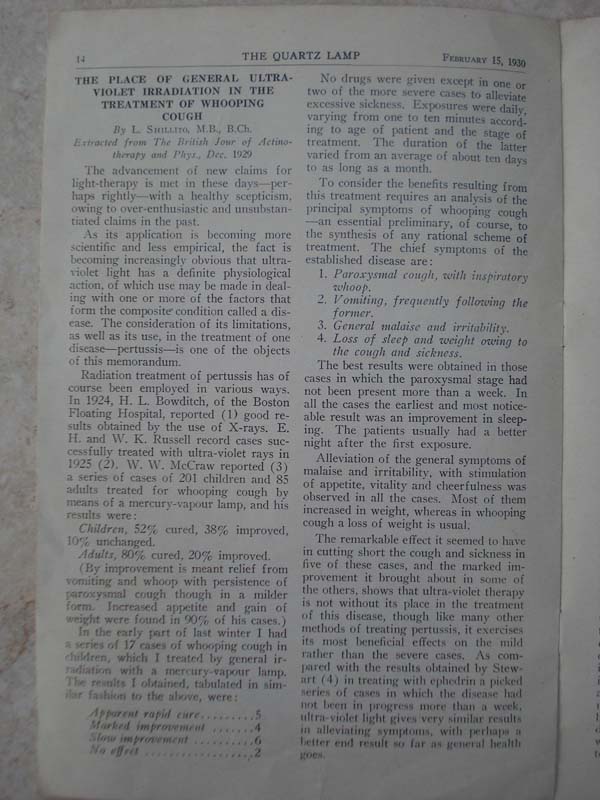 14
THE QUARTZ LAMP
FEBRUARY 15, 1930
THE PLACE OF GENERAL ULTRA-
VIOLET IRRADIATION IN THE
TREATMENT OF WHOOPING
COUGH
By L. SHILLITO, M.B., B.Ch.
Extracted from The British Jour of Actino-
therapy and Phys., Dec. 1929
The advancement of new claims for
light-therapy is met in these days—per-
haps rightly—with a healthy scepticism,
owing to over-enthusiastic and unsubstan-
tiated claims in the past.
As its application is becoming more
scientific and less empirical, the fact is
becoming increasingly obvious that ultra-
violet light has a definite physiological
action, of which use may be made in deal-
ing with one or more of the factors that
form the composite condition called a dis-
ease. The consideration of its limitations,
as well as its use, in the treatment of one
disease—pertussis—is one of the objects
of this memorandum.
Radiation treatment of pertussis has of
course been employed in various ways.
In 1924, H. L. Bowditch, of the Boston
Floating Hospital, reported (1) good re-
sults obtained by the use of X-rays. E.
H. and W. K. Russell record cases suc-
cessfully treated with ultra-violet rays in
1925 (2). W. W. McCraw reported (3)
a series of cases of 201 children and 85
adults treated for whooping cough by
means of a mercury-vapour lamp, and his
results were:
Children, 52% cured, 38% improved,
10% unchanged.
Adults, 80% cured, 20% improved.
(By improvement is meant relief from
vomiting and whoop with persistence of
paroxysmal cough though in a milder
form. Increased appetite and gain of
weight were found in 90% of his cases.)
In the early part of last winter I had
a series of 17 cases of whooping cough in
children, which I treated by general ir-
radiation with a mercury-vapour lamp.
The results I obtained, tabulated in sim-
ilar fashion to the above, were:
Apparent rapid cure.........5
Marked improvement .......4
Slow improvement ..........6
No effect ..................2
No drugs were given except in one or
two of the more severe cases to alleviate
excessive sickness. Exposures were daily,
varying from one to ten minutes accord-
ing to age of patient and the stage of
treatment. The duration of the latter
varied from an average of about ten days
to as long as a month.
To consider the benefits resulting from
this treatment requires an analysis of the
principal symptoms of whooping cough
—an essential preliminary, of course, to
the synthesis of any rational scheme of
treatment. The chief symptoms of the
established disease are:
1. Paroxysmal cough, with inspiratory
whoop.
2. Vomiting, frequently following the
former.
3. General malaise and irritability.
4. Loss of sleep and weight owing to
the cough and sickness.
The best results were obtained in those
cases in which the paroxysmal stage had
not been present more than a week. In
all the cases the earliest and most notice-
able result was an improvement in sleep-
ing. The patients usually had a better
night after the first exposure.
Alleviation of the general symptoms of
malaise and irritability, with stimulation
of appetite, vitality and cheerfulness was
observed in all the cases. Most of them
increased in weight, whereas in whooping
cough a loss of weight is usual.
The remarkable effect it seemed to have
in cutting short the cough and sickness in
five of these cases, and the marked im-
provement it brought about in some of
the others, shows that ultra-violet therapy
is not without its place in the treatment
of this disease, though like many other
methods of treating pertussis, it exercises
its most beneficial effects on the mild
rather than the severe cases. As com-
pared with the results obtained by Stew-
art (4) in treating with ephedrin a picked
series of cases in which the disease had
not been in progress more than a week,
ultra-violet light gives very similar results
in alleviating symptoms, with perhaps a
better end result so far as general health
goes.